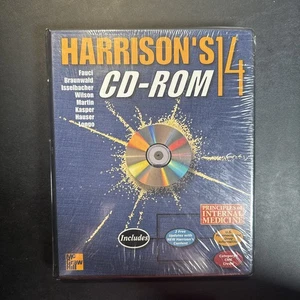 HARRISON'S 14
CD-ROM
Fauci
Braunwald
Isselbacher
Wilson
Martin
Kasper
Hauser
Longo
PRINCIPLES OF
INTERNAL
MEDICINE
Includes